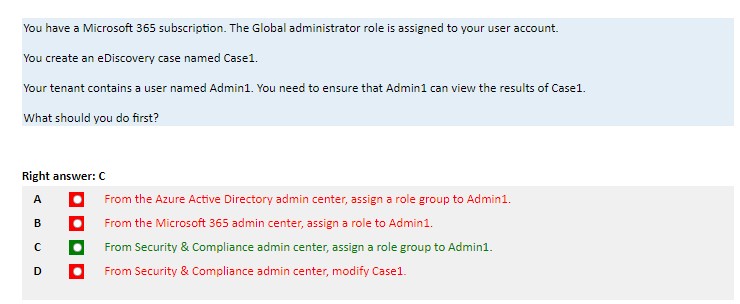 You have a Microsoft 365 subscription. The Global administrator role is assigned to your user account.
You create an eDiscovery case named Case1.
Your tenant contains a user named Admin1. You need to ensure that Admin1 can view the results of Case1.
What should you do first?
Right answer: C
A From the Azure Active Directory admin center, assign a role group to Admin1.
B From the Microsoft 365 admin center, assign a role to Admin1.
C From Security & Compliance admin center, assign a role group to Admin1.
D From Security & Compliance admin center, modify Case1.